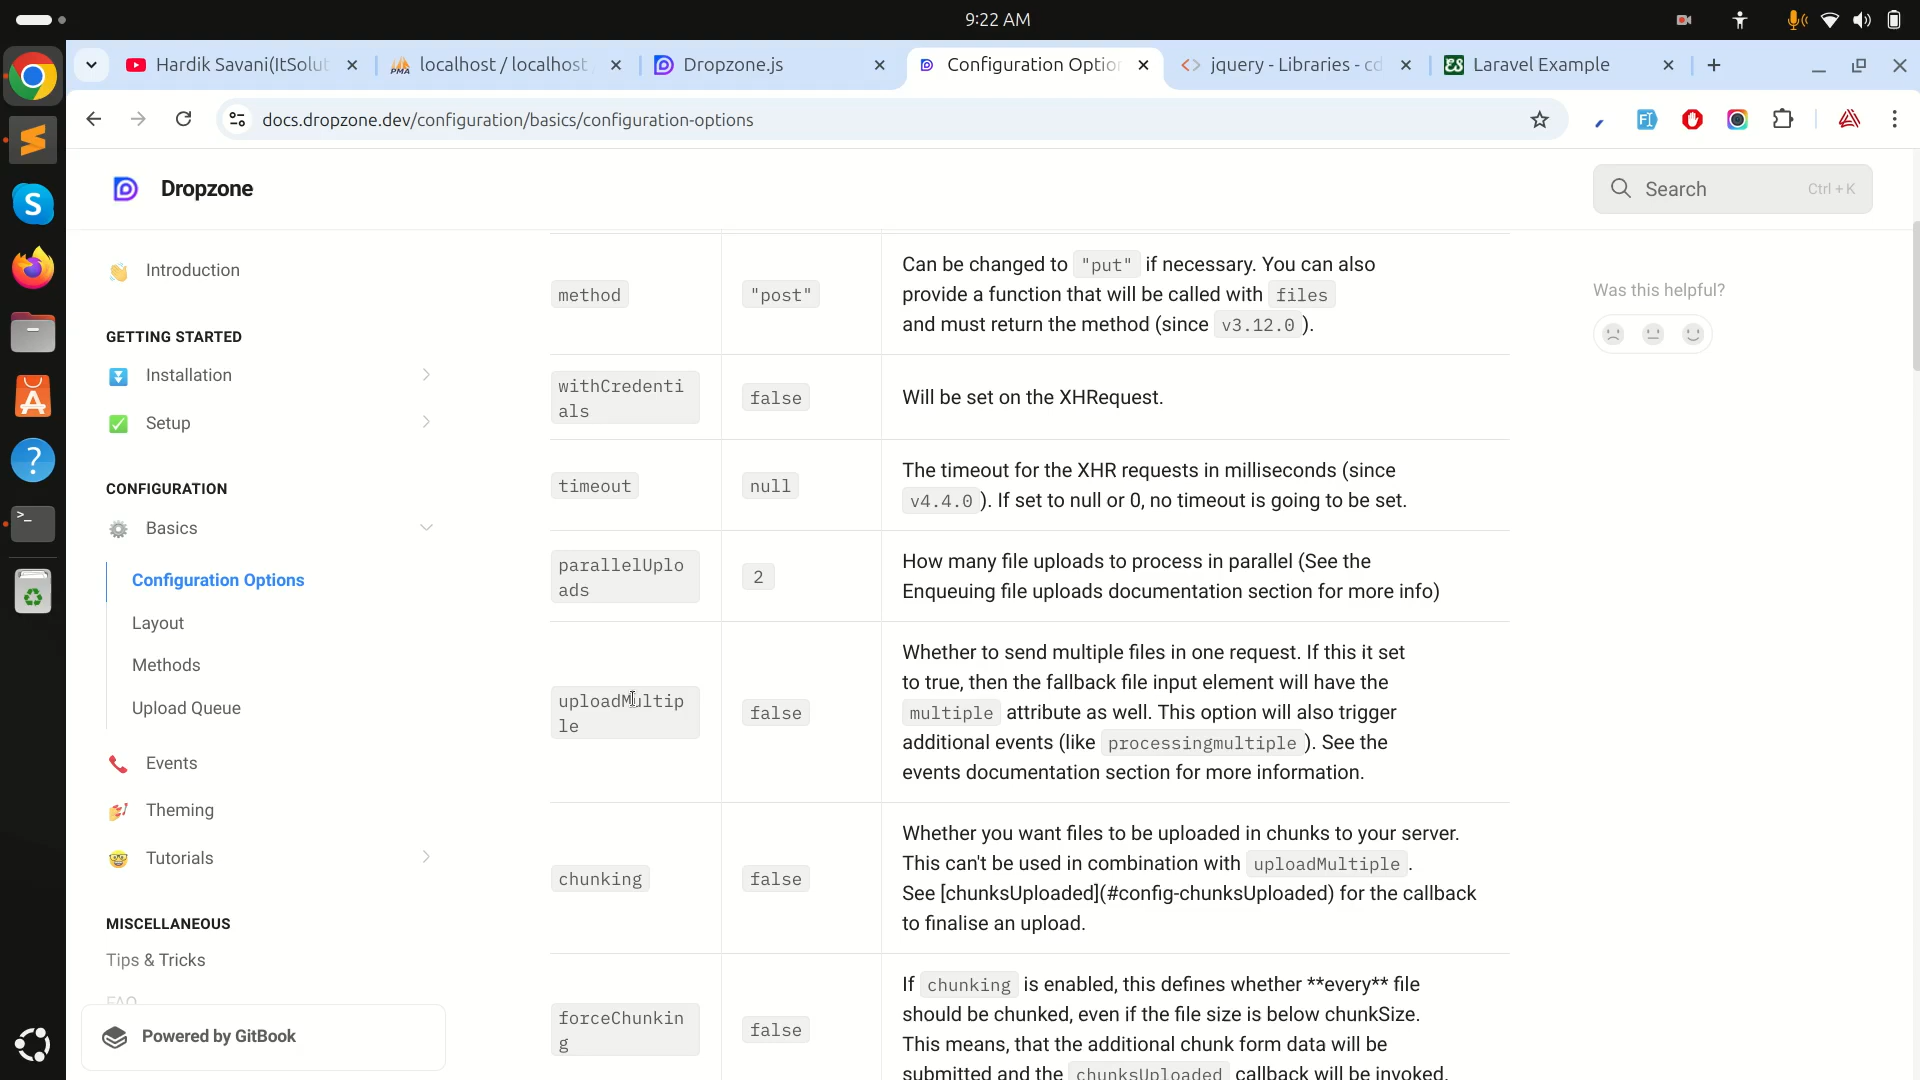 9:22 AM
Hardik Savani(ItSolut
localhost / localhost
Dropzone.js
Configuration Optio
jquery - Libraries - cd
Laravel Example
docs.dropzone.dev/configuration/basics/configuration-options
Dropzone
Search
Ctrl + K
Introduction
GETTING STARTED
Installation
Setup
CONFIGURATION
Basics
Configuration Options
Layout
Methods
Upload Queue
Events
Theming
Tutorials
MISCELLANEOUS
Tips & Tricks
FAQ
Powered by GitBook
method
"post"
Can be changed to "put" if necessary. You can also
provide a function that will be called with files
and must return the method (since v3.12.0 ).
withCredenti
als
false
Will be set on the XHRequest.
timeout
null
The timeout for the XHR requests in milliseconds (since
v4.4.0 ). If set to null or 0, no timeout is going to be set.
parallelUplo
ads
2
How many file uploads to process in parallel (See the
Enqueuing file uploads documentation section for more info)
uploadMultip
le
false
Whether to send multiple files in one request. If this it set
to true, then the fallback file input element will have the
multiple attribute as well. This option will also trigger
additional events (like processingmultiple ). See the
events documentation section for more information.
chunking
false
Whether you want files to be uploaded in chunks to your server.
This can't be used in combination with uploadMultiple .
See [chunksUploaded](#config-chunksUploaded) for the callback
to finalise an upload.
forceChunkin
g
false
If chunking is enabled, this defines whether **every** file
should be chunked, even if the file size is below chunkSize.
This means, that the additional chunk form data will be
submitted and the chunksUploaded callback will be invoked.
Was this helpful?